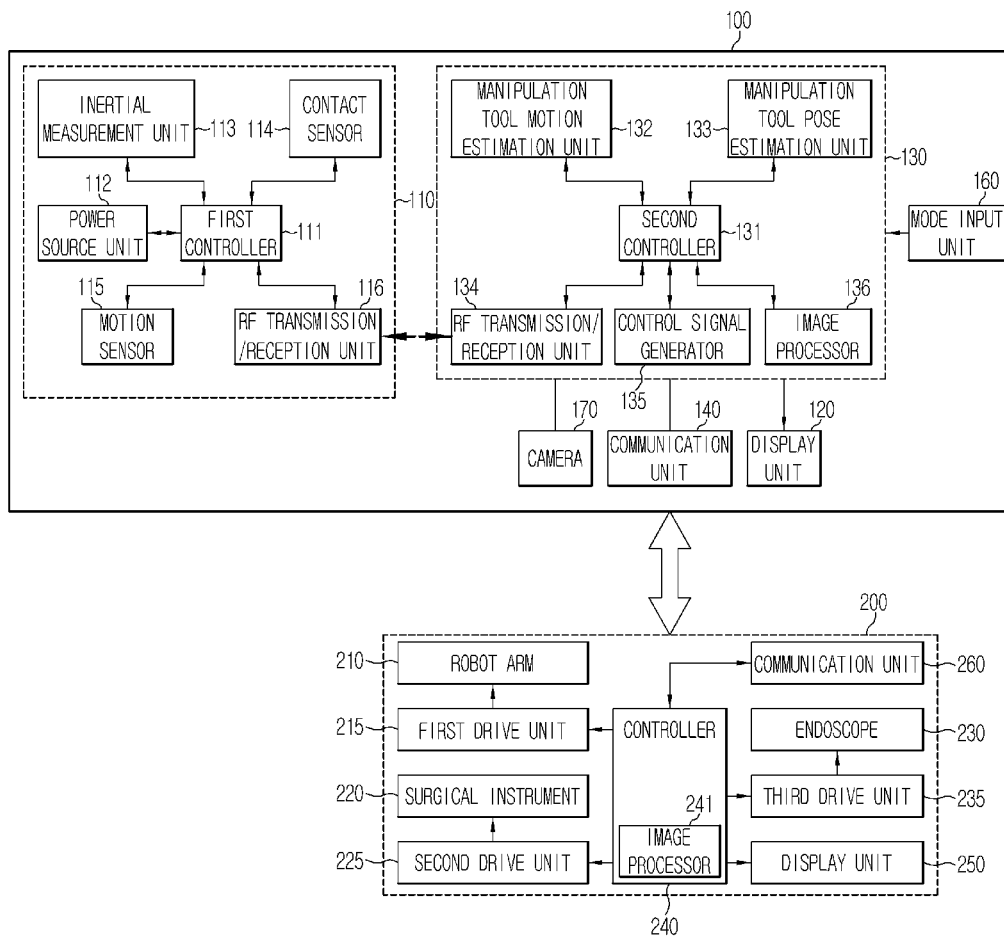 100
INERTIAL
MEASUREMENT UNIT
113
114
CONTACT
SENSOR
MANIPULATION
TOOL MOTION
ESTIMATION UNIT
132
133
MANIPULATION
TOOL POSE
ESTIMATION UNIT
130
112
POWER
SOURCE UNIT
FIRST
CONTROLLER
111
110
SECOND
CONTROLLER
131
160
MODE INPUT
UNIT
115
MOTION
SENSOR
116
RF TRANSMISSION
/RECEPTION UNIT
134
RF TRANSMISSION/
RECEPTION UNIT
CONTROL SIGNAL
GENERATOR
135
136
IMAGE
PROCESSOR
170
CAMERA
140
COMMUNICATION
UNIT
120
DISPLAY
UNIT
200
210
ROBOT ARM
COMMUNICATION UNIT
260
215
FIRST DRIVE UNIT
CONTROLLER
ENDOSCOPE
230
220
SURGICAL INSTRUMENT
THIRD DRIVE UNIT
235
241
IMAGE
PROCESSOR
225
SECOND DRIVE UNIT
DISPLAY UNIT
250
240